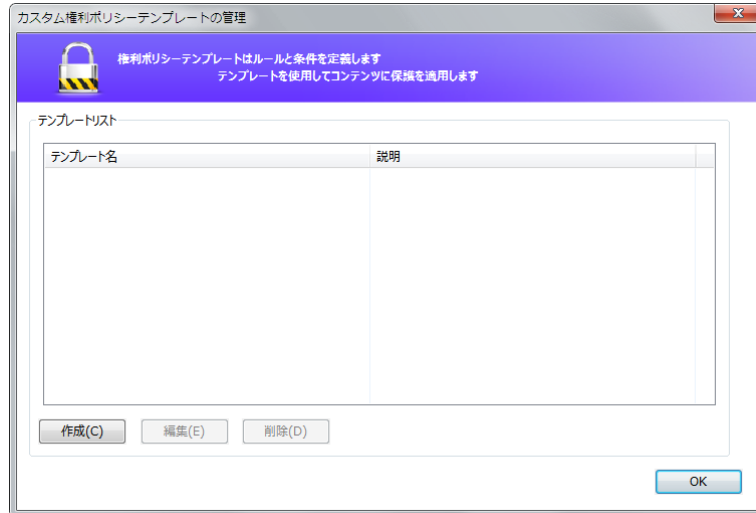 カスタム権利ポリシーテンプレートの管理
権利ポリシーテンプレートはルールと条件を定義します
テンプレートを使用してコンテンツに保護を適用します
テンプレートリスト
テンプレート名 説明
作成(C) 編集(E) 削除(D)
OK